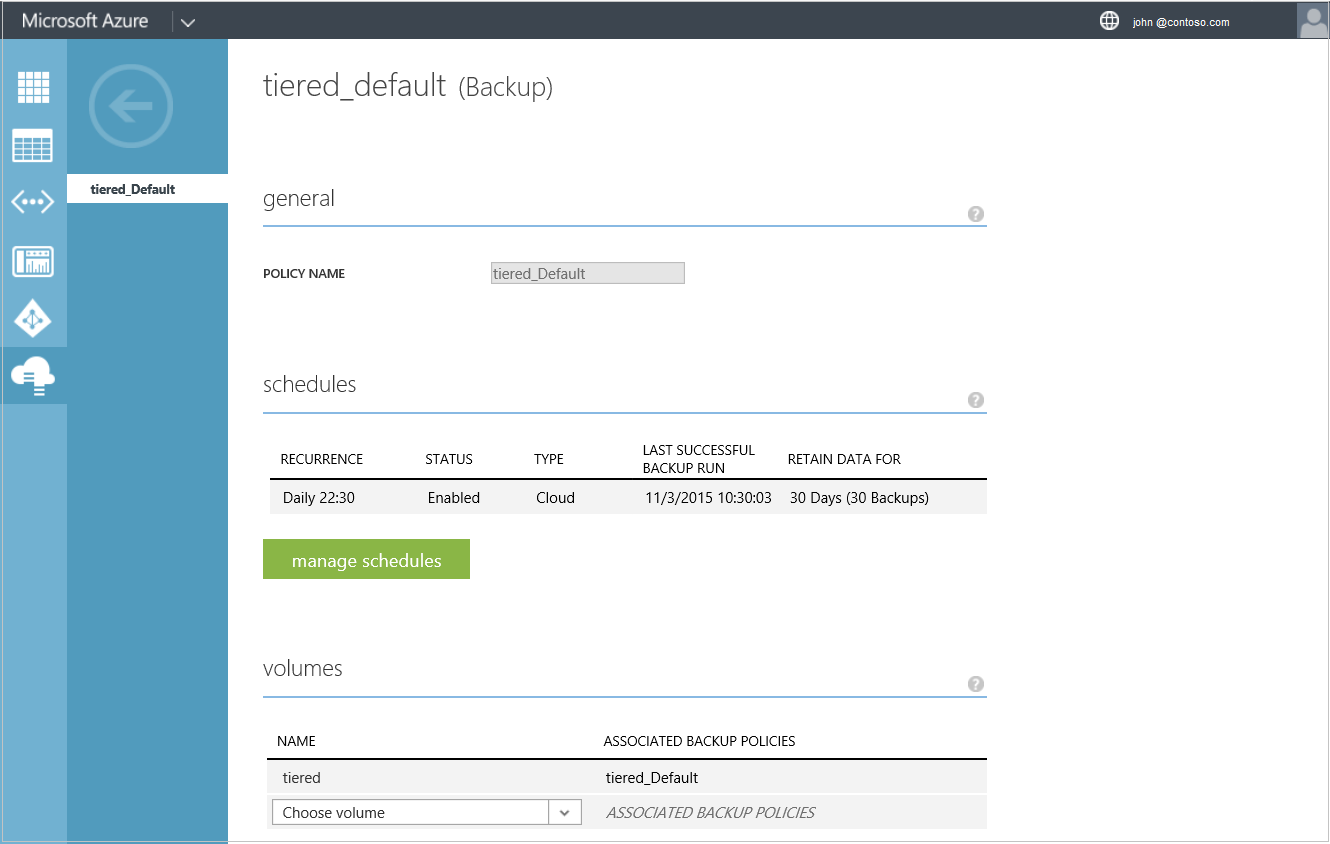 Microsoft Azure
john @contoso.com
tiered_default (Backup)
tiered_Default
general
?
POLICY NAME tiered_Default
schedules
?
RECURRENCE STATUS TYPE LAST SUCCESSFUL BACKUP RUN RETAIN DATA FOR
Daily 22:30 Enabled Cloud 11/3/2015 10:30:03 30 Days (30 Backups)
manage schedules
volumes
?
NAME ASSOCIATED BACKUP POLICIES
tiered tiered_Default
Choose volume ASSOCIATED BACKUP POLICIES